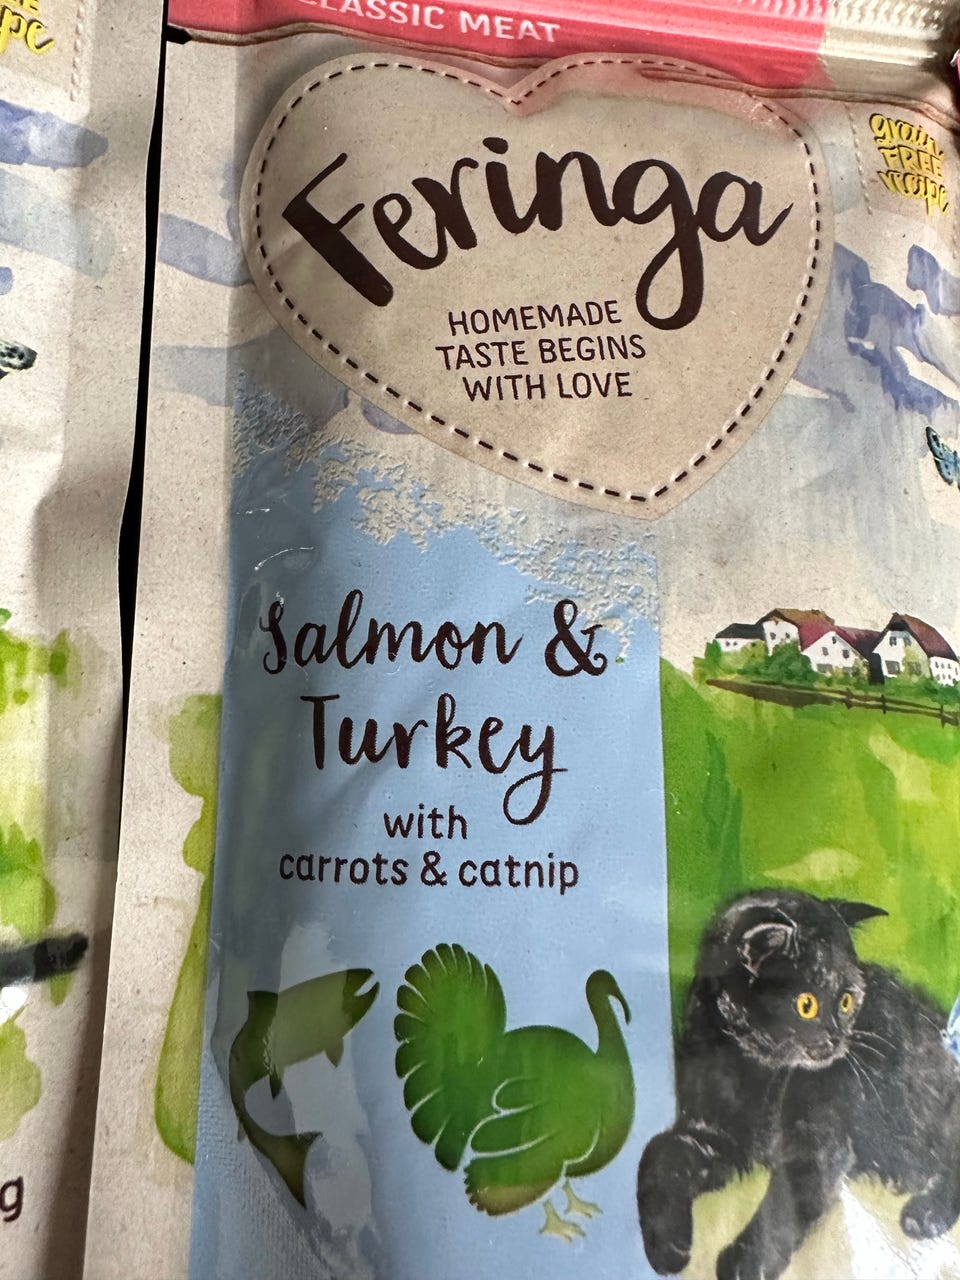 CLASSIC MEAT
Feringa
HOMEMADE
TASTE BEGINS
WITH LOVE
grain
FREE
recipe
Salmon &
Turkey
with
carrots & catnip
g